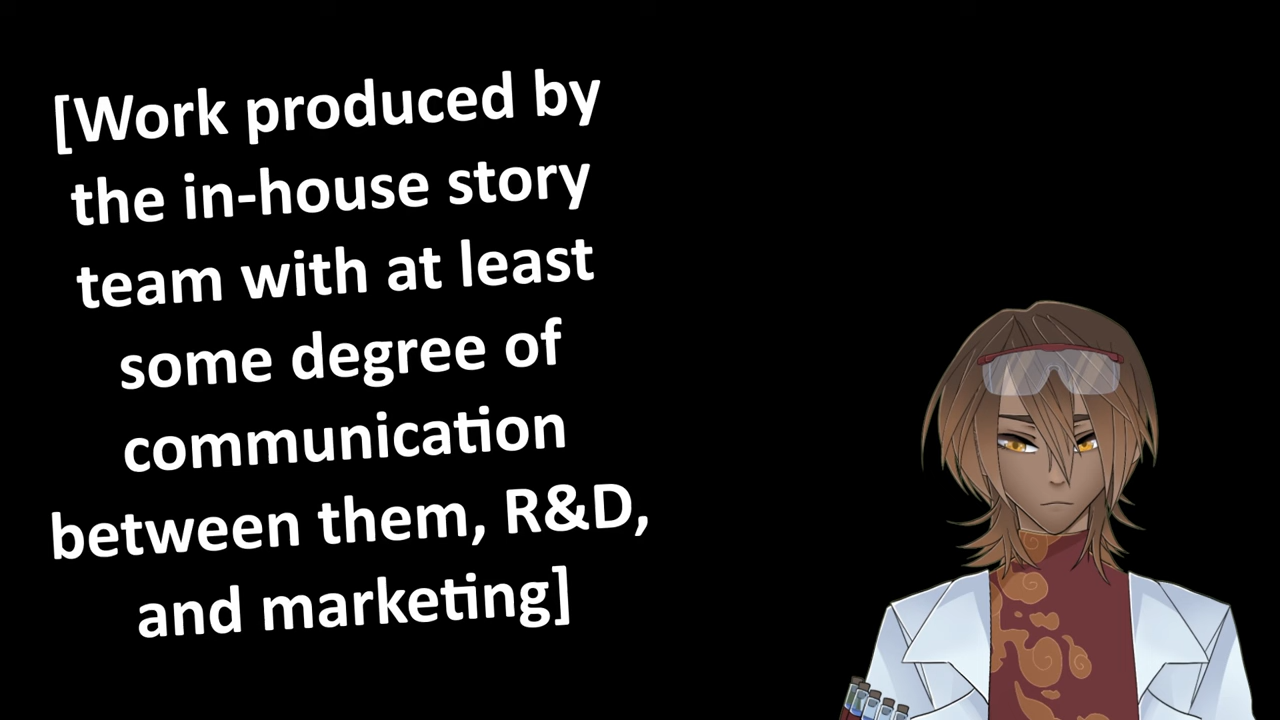 [Work produced by
the in-house story
team with at least
some degree of
communication
between them, R&D,
and marketing]